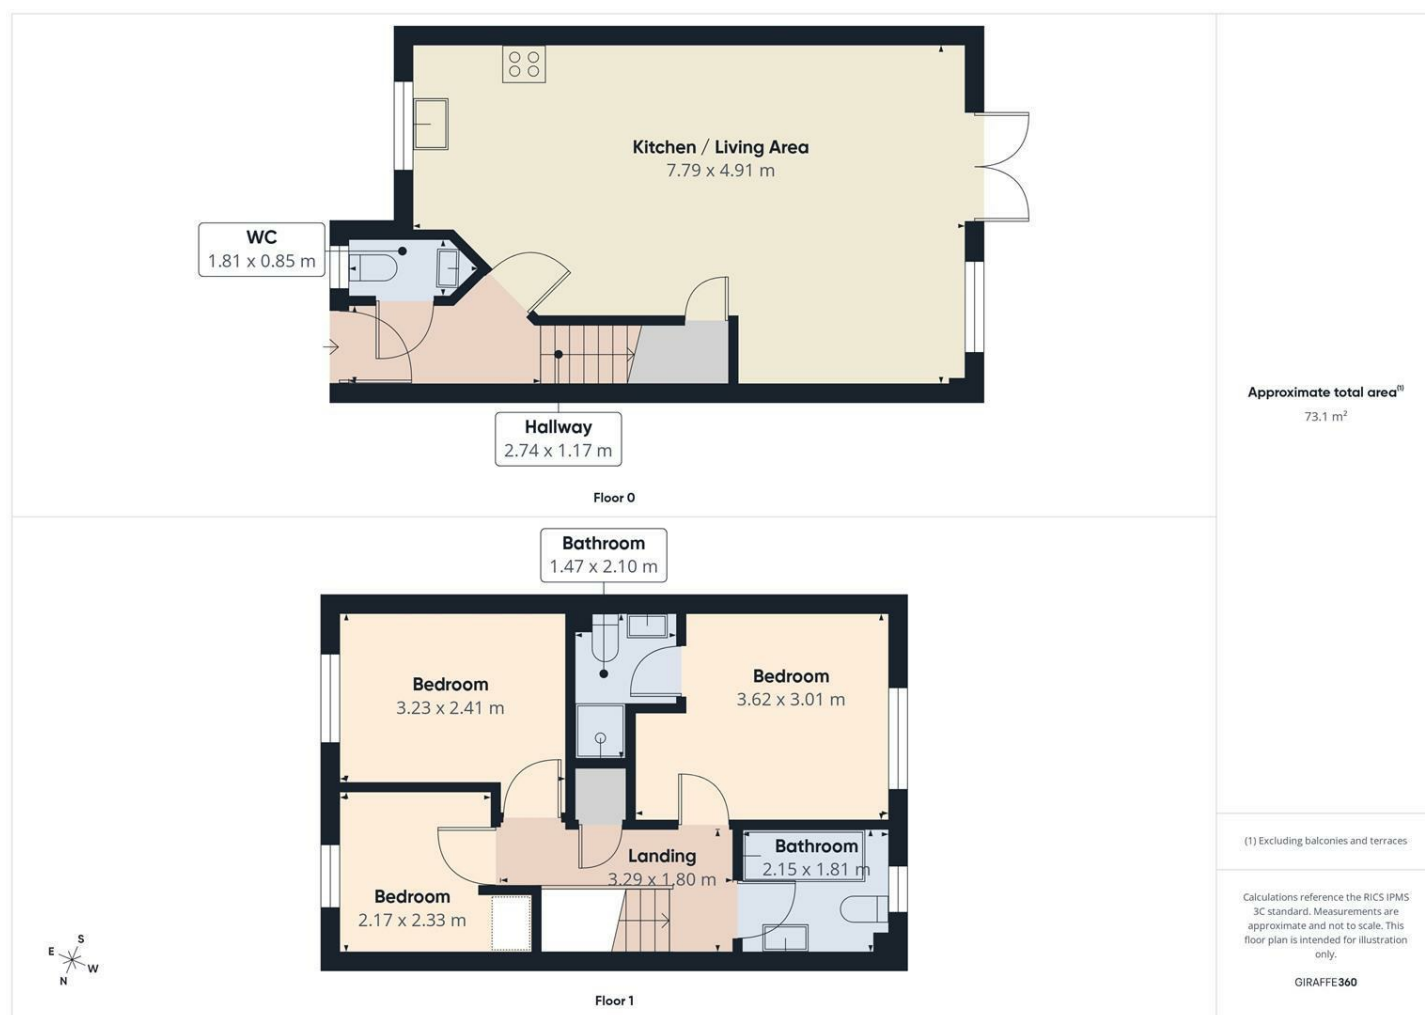 Kitchen / Living Area
7.79 x 4.91 m
WC
1.81 x 0.85 m
Hallway
2.74 x 1.17 m
Floor 0
Approximate total area(1)
73.1 m²
Bathroom
1.47 x 2.10 m
Bedroom
3.23 x 2.41 m
Bedroom
3.62 x 3.01 m
Landing
3.29 x 1.80 m
Bathroom
2.15 x 1.81 m
Bedroom
2.17 x 2.33 m
S
E
W
N
Floor 1
(1) Excluding balconies and terraces
Calculations reference the RICS IPMS
3C standard. Measurements are
approximate and not to scale. This
floor plan is intended for illustration
only.
GIRAFFE360